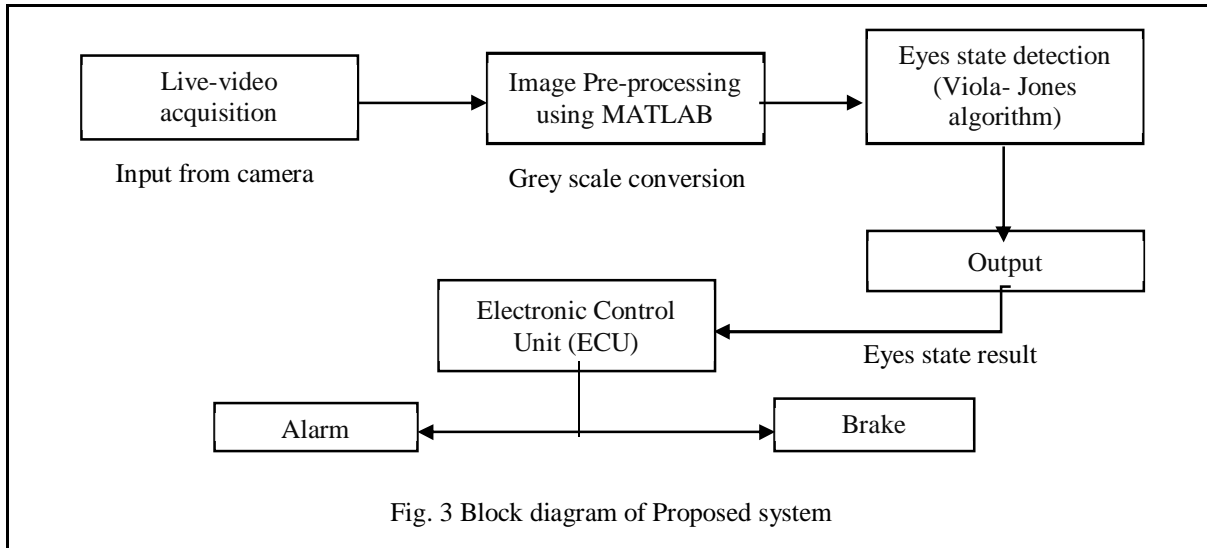 Live-video
acquisition
Input from camera
Image Pre-processing
using MATLAB
Grey scale conversion
Eyes state detection
(Viola- Jones
algorithm)
Output
Eyes state result
Electronic Control
Unit (ECU)
Alarm
Brake
Fig. 3 Block diagram of Proposed system